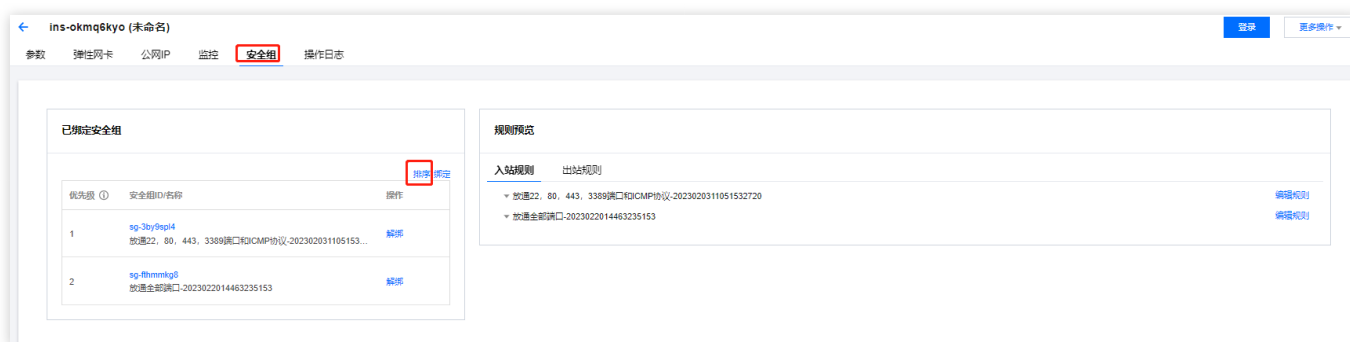 ← ins-okmq6kyo (未命名) 登录 更多操作
参数 弹性网卡 公网IP 监控 安全组 操作日志
已绑定安全组
排序 绑定
优先级 安全组ID/名称 操作
1 sg-3by9spl4 解绑
放通22，80，443，3389端口和ICMP协议-202302031105153...
2 sg-fthmmkg8 解绑
放通全部端口-2023022014463235153
规则预览
入站规则 出站规则
放通22，80，443，3389端口和ICMP协议-2023020311051532720 编辑规则
放通全部端口-2023022014463235153 编辑规则